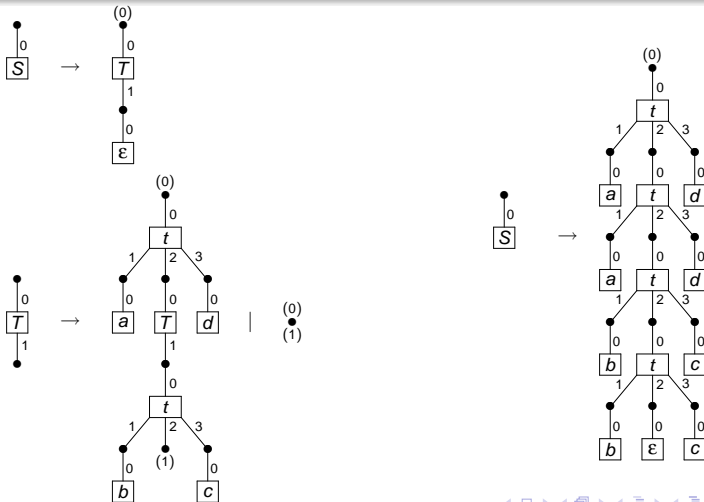 (0)
0 0
S → T
1
0
ε
(0)
0
t
1 2 3
0 0 0 0
T → a T d | (0)
1 1 (1)
0
t
1 2 3
0 (1) 0
b c
(0)
0
t
1 2 3
0 0 0
a t d
0 1 2 3
S → 0 0 0
a t d
1 2 3
0 0 0
b t c
1 2 3
0 0 0
b ε c